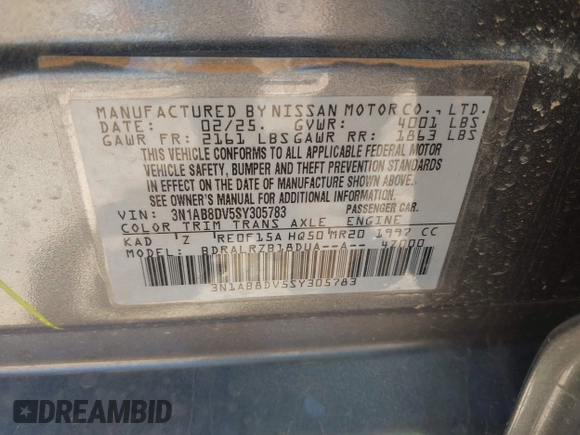 MANUFACTURED BY NISSAN MOTOR CO., LTD.
DATE: 02/25. GVWR: 4001 LBS
GAWR FR: 2161 LBS GAWR RR: 1863 LBS
THIS VEHICLE CONFORMS TO ALL APPLICABLE FEDERAL MOTOR
VEHICLE SAFETY, BUMPER AND THEFT PREVENTION STANDARDS
IN EFFECT ON THE DATE OF MANUFACTURE SHOWN ABOVE.
SEE OWNER'S MANUAL FOR ADDITIONAL INFORMATION.
VIN: 3N1AB8DV5SY305783 PASSENGER CAR.
COLOR TRIM TRANS AXLE ENGINE
KAD Z RE0F15A HQ50 MR20 1997 CC
MODEL: BDRALRZB18DUA--A-- 47000
3N1AB8DV5SY305783
DREAMBID